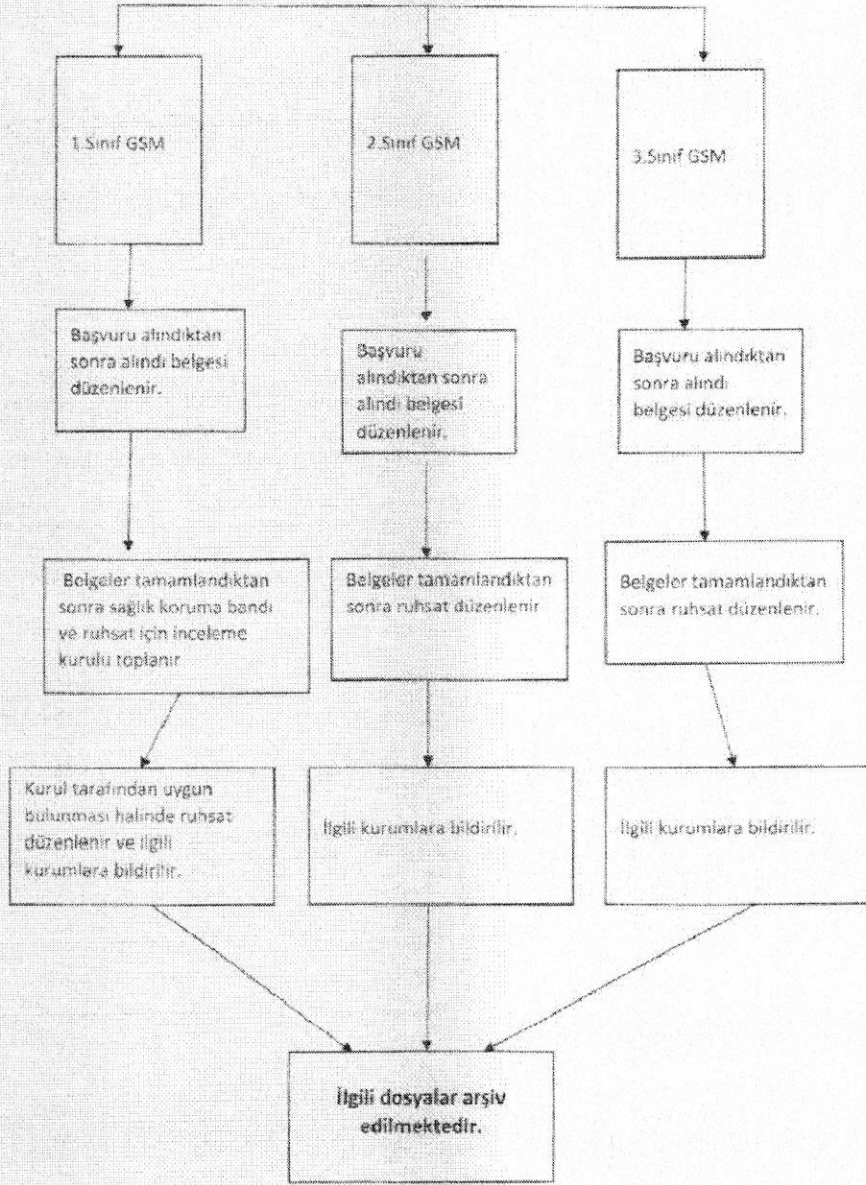 1.Sınıf GSM
2.Sınıf GSM
3.Sınıf GSM
Başvuru alındıktan
sonra alındı belgesi
düzenlenir.
Başvuru
alındıktan sonra
alındı belgesi
düzenlenir.
Başvuru alındıktan
sonra alındı
belgesi düzenlenir.
Belgeler tamamlandıktan
sonra sağlık koruma bandı
ve ruhsat için inceleme
kurulu toplanır
Belgeler tamamlandıktan
sonra ruhsat düzenlenir
Belgeler tamamlandıktan
sonra ruhsat düzenlenir.
Kurul tarafından uygun
bulunması halinde ruhsat
düzenlenir ve ilgili
kurumlara bildirilir.
İlgili kurumlara bildirilir.
İlgili kurumlara bildirilir.
İlgili dosyalar arşiv
edilmektedir.